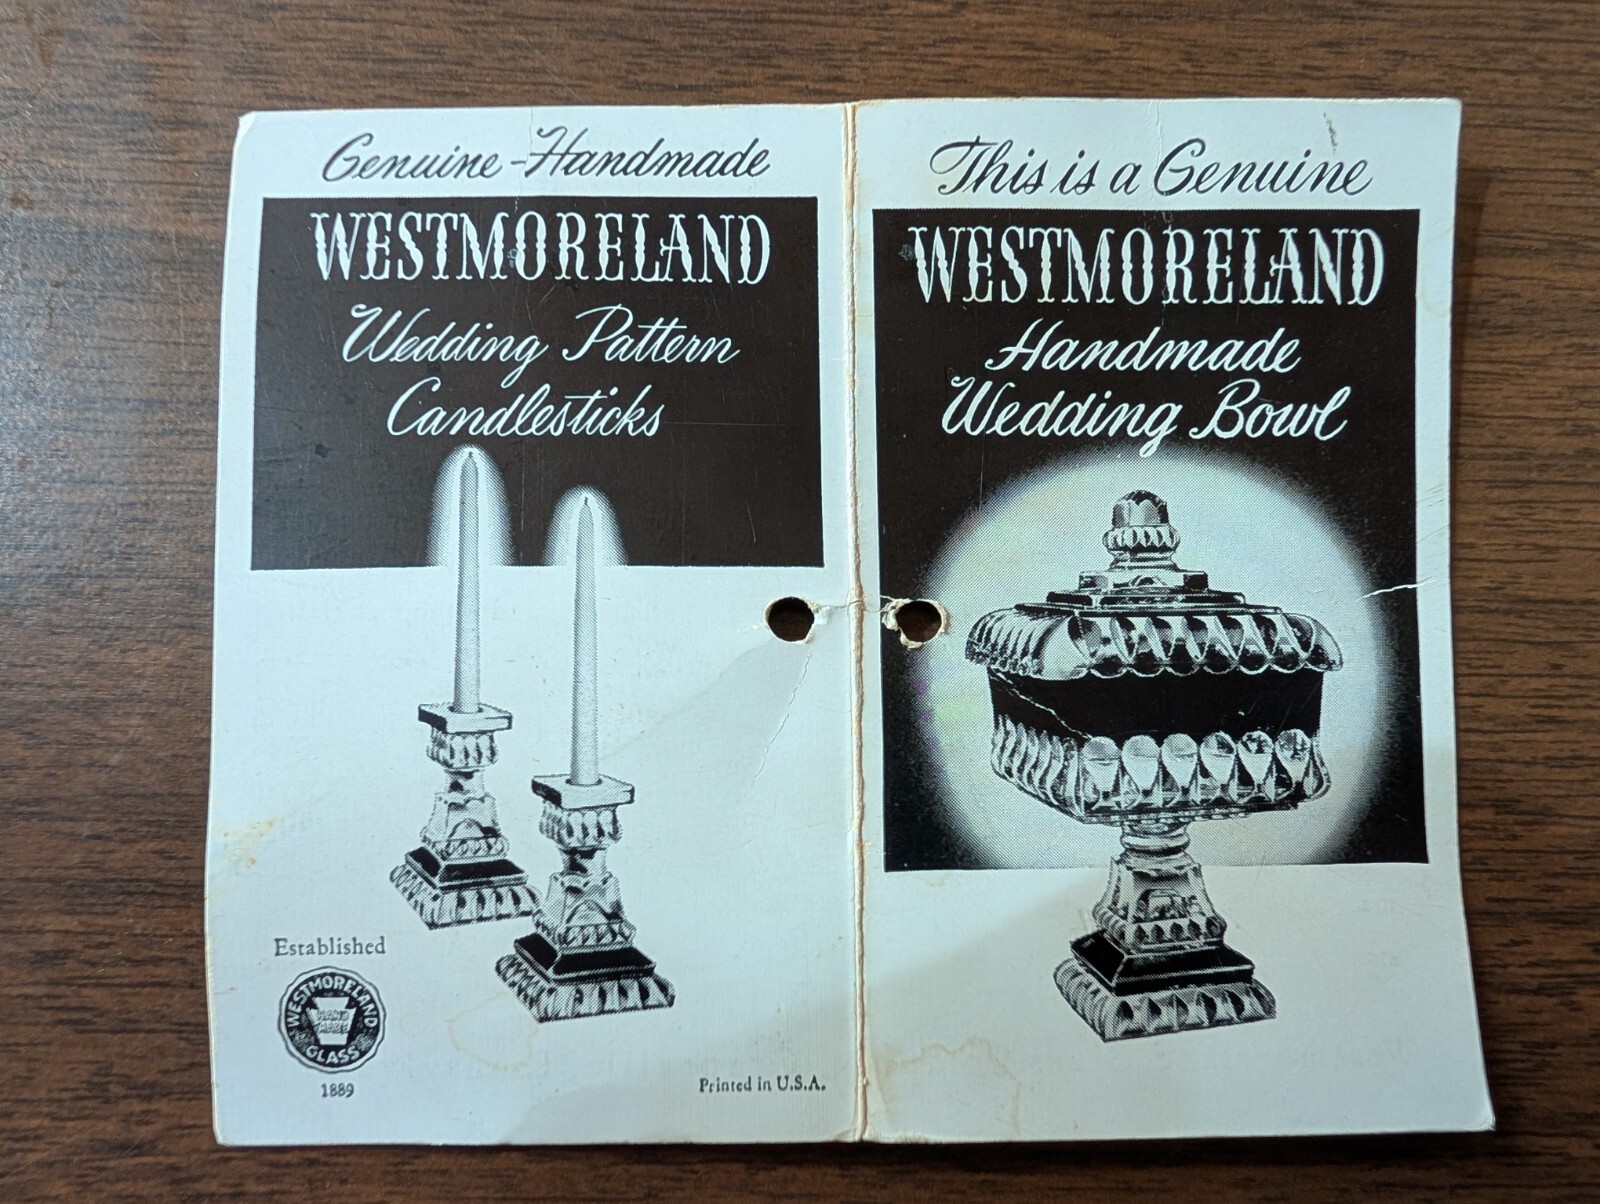 Genuine-Handmade
WESTMORELAND
Wedding Pattern
Candlesticks
Established
WESTMORELAND
HAND
MADE
GLASS
1889
Printed in U.S.A.
This is a Genuine
WESTMORELAND
Handmade
Wedding Bowl